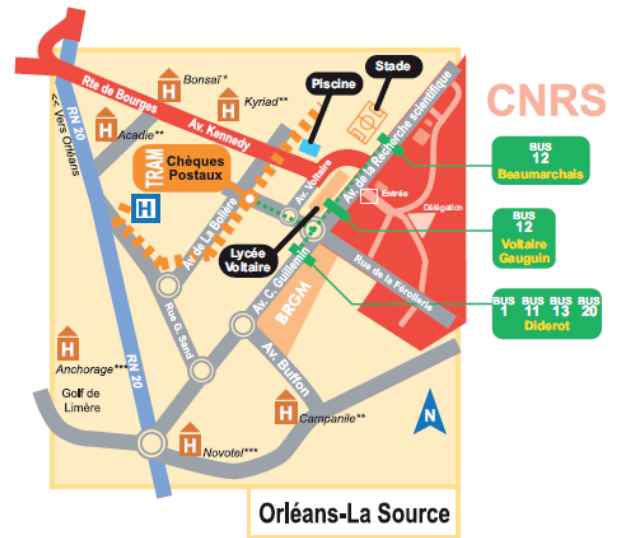 Bonsaï*
Rte de Bourges
Kyriad**
Av. Kennedy
Acadie**
RN 20
<< Vers Orléans
Piscine
Stade
CNRS
Av. de la Recherche scientifique
BUS
12
Beaumarchais
TRAM
Chèques
Postaux
H
Av. Voltaire
Entrée
Délégation
BUS
12
Voltaire
Gauguin
Av de La Bolière
Lycée
Voltaire
Rue de la Férollerie
Av. C. Guillemin
BRGM
BUS BUS BUS BUS
1 11 13 20
Diderot
Rue G. Sand
H
H
H
H
Anchorage***
RN 20
Golf de
Limère
Av. Buffon
H
Campanile**
N
H
Novotel***
Orléans-La Source